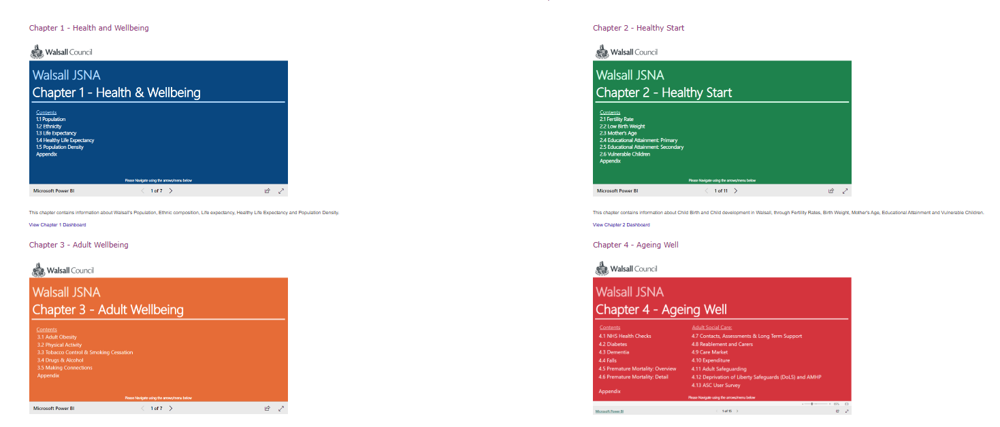 Chapter 1 - Health and Wellbeing
Walsall Council
Walsall JSNA
Chapter 1 - Health & Wellbeing
Contents
1.1 Population
1.2 Ethnicity
1.3 Life Expectancy
1.4 Healthy Life Expectancy
1.5 Population Density
Appendix
Please Navigate using the arrows/menu below
Microsoft Power BI
1 of 7
This chapter contains information about Walsall's Population, Ethnic composition, Life expectancy, Healthy Life Expectancy and Population Density.
View Chapter 1 Dashboard
Chapter 2 - Healthy Start
Walsall Council
Walsall JSNA
Chapter 2 - Healthy Start
Contents
2.1 Fertility Rate
2.2 Low Birth Weight
2.3 Mother's Age
2.4 Educational Attainment: Primary
2.5 Educational Attainment: Secondary
2.6 Vulnerable Children
Appendix
Please Navigate using the arrows/menu below
Microsoft Power BI
1 of 11
This chapter contains information about Child Birth and Child development in Walsall, through Fertility Rates, Birth Weight, Mother's Age, Educational Attainment and Vulnerable Children.
View Chapter 2 Dashboard
Chapter 3 - Adult Wellbeing
Walsall Council
Walsall JSNA
Chapter 3 - Adult Wellbeing
Contents
3.1 Adult Obesity
3.2 Physical Activity
3.3 Tobacco Control & Smoking Cessation
3.4 Drugs & Alcohol
3.5 Making Connections
Appendix
Please Navigate using the arrows/menu below
Microsoft Power BI
1 of 7
Chapter 4 - Ageing Well
Walsall Council
Walsall JSNA
Chapter 4 - Ageing Well
Contents
4.1 NHS Health Checks
4.2 Diabetes
4.3 Dementia
4.4 Falls
4.5 Premature Mortality: Overview
4.6 Premature Mortality: Detail
Appendix
Adult Social Care:
4.7 Contacts, Assessments & Long Term Support
4.8 Reablement and Carers
4.9 Care Market
4.10 Expenditure
4.11 Adult Safeguarding
4.12 Deprivation of Liberty Safeguards (DoLS) and AMHP
4.13 ASC User Survey
Please Navigate using the arrows/menu below
Microsoft Power BI
1 of 15